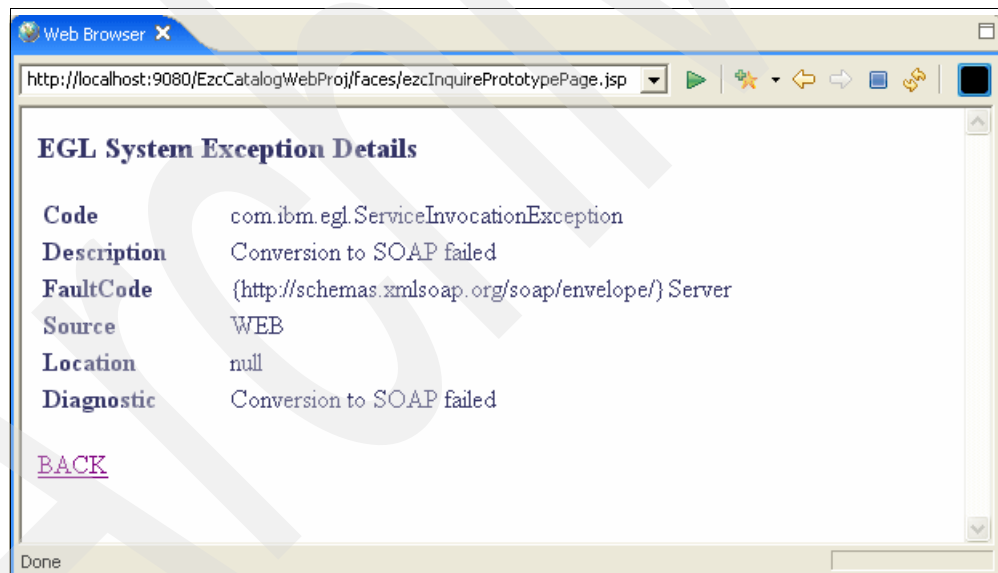 Web Browser
http://localhost:9080/EzcCatalogWebProj/faces/ezcInquirePrototypePage.jsp
EGL System Exception Details
Code com.ibm.egl.ServiceInvocationException
Description Conversion to SOAP failed
FaultCode {http://schemas.xmlsoap.org/soap/envelope/} Server
Source WEB
Location null
Diagnostic Conversion to SOAP failed
BACK
Done